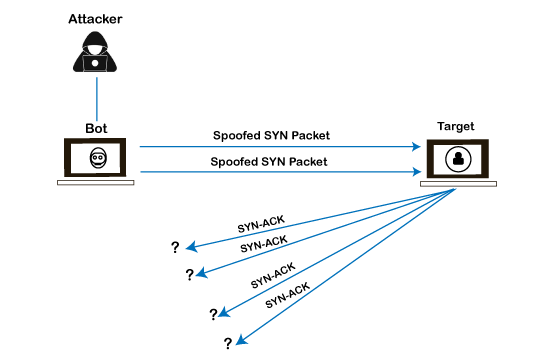 Attacker
Bot
Target
Spoofed SYN Packet
Spoofed SYN Packet
SYN-ACK
?
SYN-ACK
?
SYN-ACK
?
SYN-ACK
?